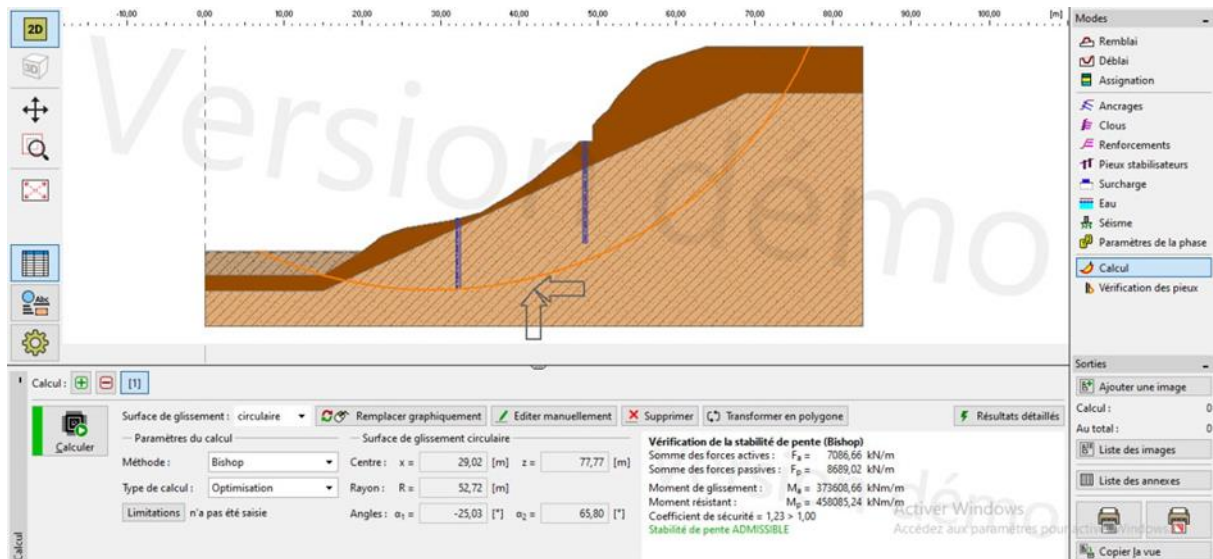 2D
3D
-10,00 0,00 10,00 20,00 30,00 40,00 50,00 60,00 70,00 80,00 90,00 100,00 [m]
Version démo
Modes
Remblai
Déblai
Assignation
Ancrages
Clous
Renforcements
Pieux stabilisateurs
Surcharge
Eau
Séisme
Paramètres de la phase
Calcul
Vérification des pieux
Abc
Calcul : [1]
Calculer
Surface de glissement : circulaire
Remplacer graphiquement
Editer manuellement
Supprimer
Transformer en polygone
Résultats détaillés
Paramètres du calcul
Méthode : Bishop
Type de calcul : Optimisation
Limitations n'a pas été saisie
Surface de glissement circulaire
Centre : x = 29,02 [m] z = 77,77 [m]
Rayon : R = 52,72 [m]
Angles : α1 = -25,03 [°] α2 = 65,80 [°]
Vérification de la stabilité de pente (Bishop)
Somme des forces actives : Fa = 7086,66 kN/m
Somme des forces passives : Fp = 8689,02 kN/m
Moment de glissement : Ma = 373608,66 kNm/m
Moment résistant : Mp = 458085,24 kNm/m
Coefficient de sécurité = 1,23 > 1,00
Stabilité de pente ADMISSIBLE
Activer Windows
Accédez aux paramètres pour activer Windows
Calcul
Sorties
Ajouter une image
Calcul : 0
Au total : 0
Liste des images
Liste des annexes
Copier la vue